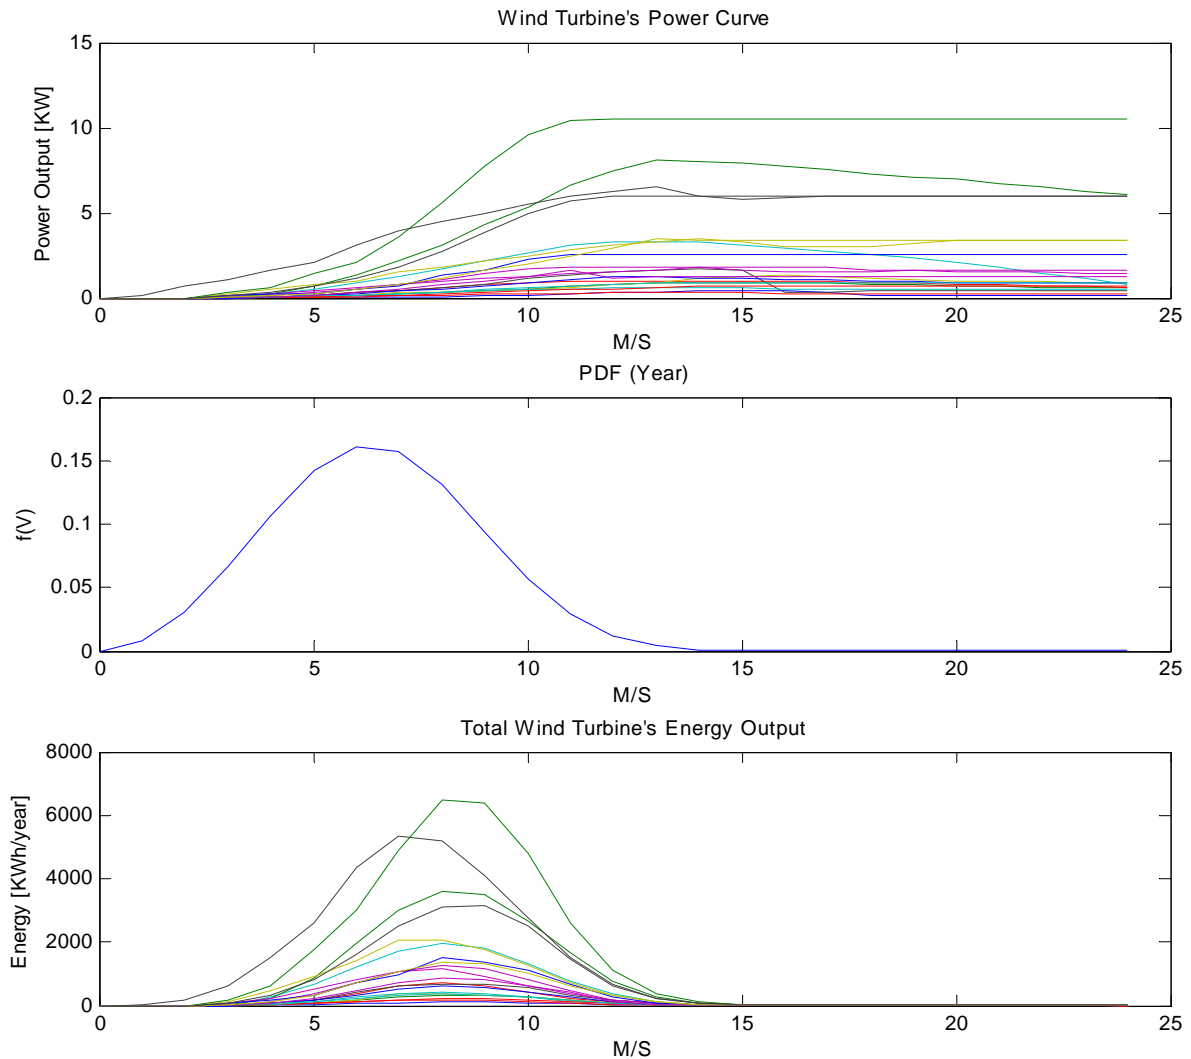 Wind Turbine's Power Curve
15
10
5
0
Power Output [KW]
0 5 10 15 20 25
M/S
PDF (Year)
0.2
0.15
0.1
0.05
0
f(V)
0 5 10 15 20 25
M/S
Total Wind Turbine's Energy Output
8000
6000
4000
2000
0
Energy [KWh/year]
0 5 10 15 20 25
M/S